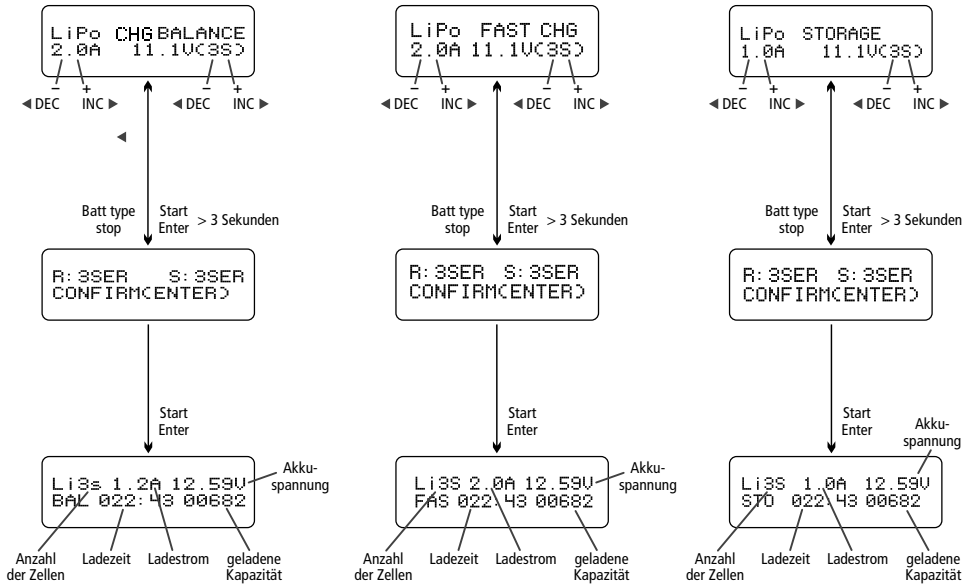 LiPo CHG BALANCE
2.0A 11.1V(3S)
− + − +
◄ DEC INC ► ◄ DEC INC ►
◄
Batt type stop
Start Enter > 3 Sekunden
R: 3SER S: 3SER
CONFIRM(ENTER)
Start
Enter
Li3s 1.2A 12.59V
BAL 022: 43 00682
Akku-
spannung
Anzahl der Zellen
Ladezeit
Ladestrom
geladene Kapazität
LiPo FAST CHG
2.0A 11.1V(3S)
− + − +
◄ DEC INC ► ◄ DEC INC ►
Batt type stop
Start Enter > 3 Sekunden
R: 3SER S: 3SER
CONFIRM(ENTER)
Start
Enter
Li3S 2.0A 12.59V
FAS 022: 43 00682
Akku-
spannung
Anzahl der Zellen
Ladezeit
Ladestrom
geladene Kapazität
LiPo STORAGE
1.0A 11.1V(3S)
− + − +
◄ DEC INC ► ◄ DEC INC ►
Batt type stop
Start Enter > 3 Sekunden
R: 3SER S: 3SER
CONFIRM(ENTER)
Start
Enter
Akku-
spannung
Li3S 1.0A 12.59V
STO 022: 43 00682
Anzahl der Zellen
Ladezeit
Ladestrom
geladene Kapazität